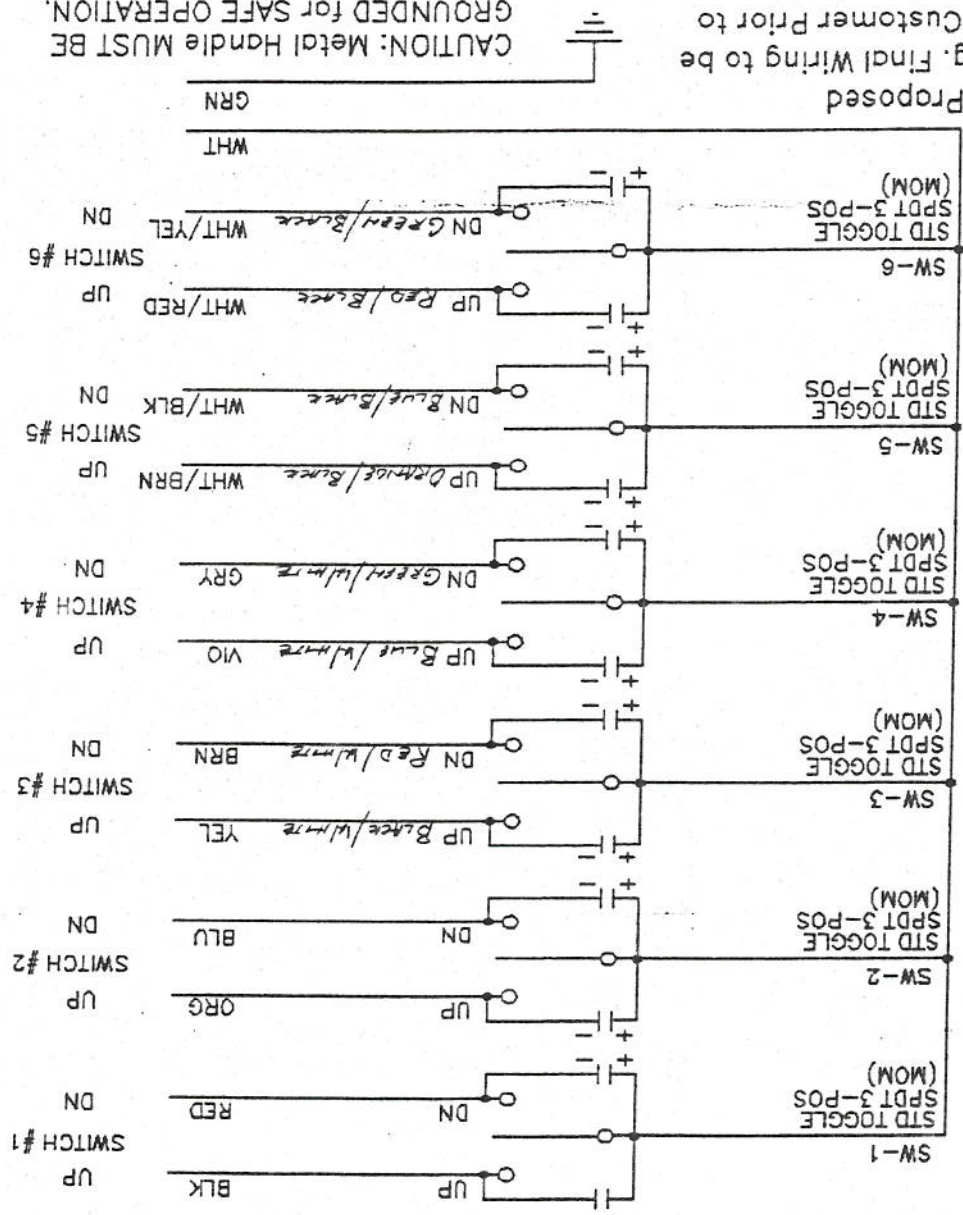 SW-1
STD TOGGLE
SPDT 3-POS
(MOM)
+
UP
BLK
UP
SWITCH #1
DN
RED
DN
+ −
SW-2
STD TOGGLE
SPDT 3-POS
(MOM)
+
UP
ORG
UP
SWITCH #2
DN
BLU
DN
+ −
SW-3
STD TOGGLE
SPDT 3-POS
(MOM)
+ −
UP BLACK/WHITE YEL
UP
SWITCH #3
DN RED/WHITE BRN
DN
+ −
SW-4
STD TOGGLE
SPDT 3-POS
(MOM)
+ −
UP BLUE/WHITE VIO
UP
SWITCH #4
DN GREEN/WHITE GRY
DN
+ −
SW-5
STD TOGGLE
SPDT 3-POS
(MOM)
+ −
UP ORANGE/BLACK WHT/BRN
UP
SWITCH #5
DN BLUE/BLACK WHT/BLK
DN
+ −
SW-6
STD TOGGLE
SPDT 3-POS
(MOM)
+ −
UP RED/BLACK WHT/RED
UP
SWITCH #6
DN GREEN/BLACK WHT/YEL
DN
+ −
WHT
GRN
Proposed
g. Final Wiring to be
Customer Prior to
CAUTION: Metal Handle MUST BE
GROUNDED for SAFE OPERATION.